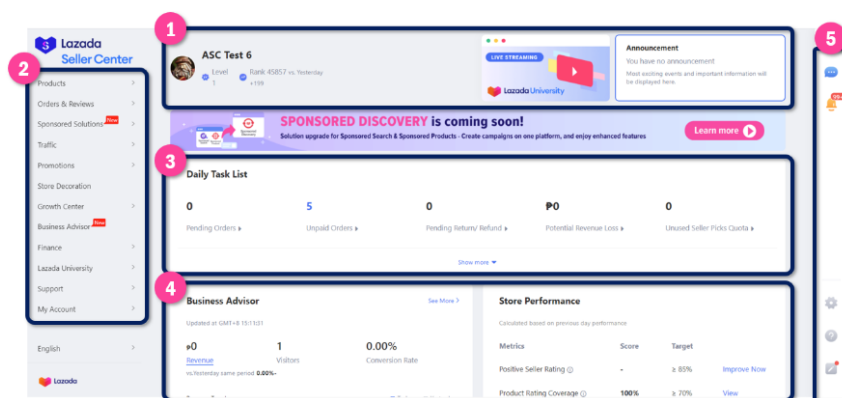 1
2
3
4
5
Lazada
Seller Center
Products
Orders & Reviews
Sponsored Solutions New
Traffic
Promotions
Store Decoration
Growth Center
Business Advisor New
Finance
Lazada University
Support
My Account
English
Lazada
ASC Test 6
Level
1
Rank 45857 vs. Yesterday
+199
LIVE STREAMING
Lazada University
Announcement
You have no announcement
Most exciting events and important information will
be displayed here.
SPONSORED DISCOVERY is coming soon!
Solution upgrade for Sponsored Search & Sponsored Products - Create campaigns on one platform, and enjoy enhanced features
Learn more
Daily Task List
0 5 0 ₱0 0
Pending Orders Unpaid Orders Pending Return/ Refund Potential Revenue Loss Unused Seller Picks Quota
Show more
Business Advisor
See More >
Updated at GMT+8 15:11:31
₱0 1 0.00%
Revenue Visitors Conversion Rate
vs.Yesterday same period 0.00%-
Store Performance
Calculated based on previous day performance
Metrics Score Target
Positive Seller Rating - ≥ 85% Improve Now
Product Rating Coverage 100% ≥ 70% View
99+